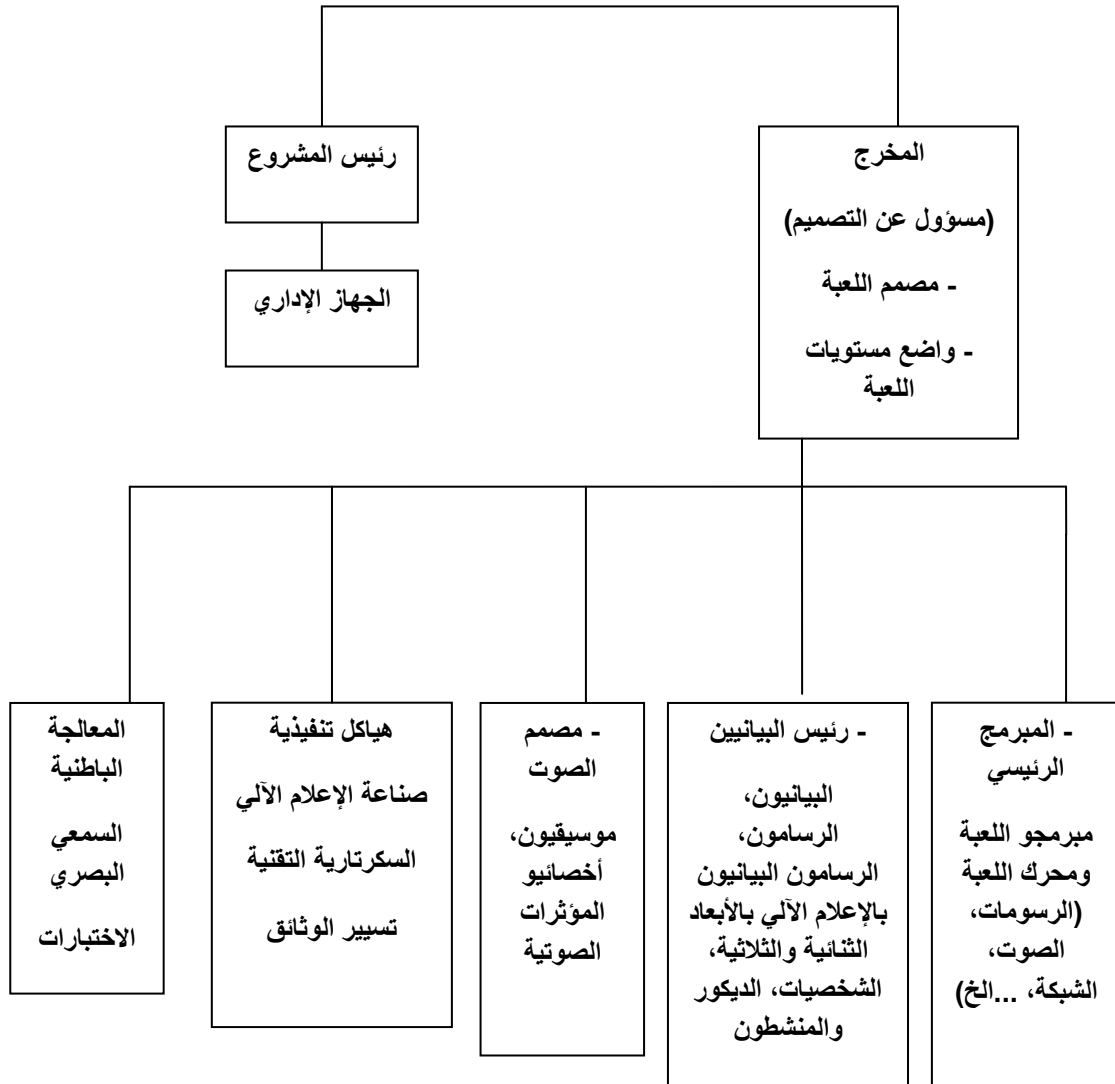 المخرج
(مسؤول عن التصميم)
- مصمم اللعبة
- واضع مستويات
اللعبة
رئيس المشروع
الجهاز الإداري
- المبرمج
الرئيسي
مبرمجو اللعبة
ومحرك اللعبة
(الرسومات،
الصوت،
الشبكة، ...الخ)
- رئيس البيانيين
البيانيون،
الرسامون،
الرسامون البيانيون
بالإعلام الآلي بالأبعاد
الثنائية والثلاثية،
الشخصيات، الديكور
والمنشطون
- مصمم
الصوت
موسيقيون،
أخصائيو
المؤثرات
الصوتية
هياكل تنفيذية
صناعة الإعلام الآلي
السكرتارية التقنية
تسيير الوثائق
المعالجة
الباطنية
السمعي
البصري
الاختبارات